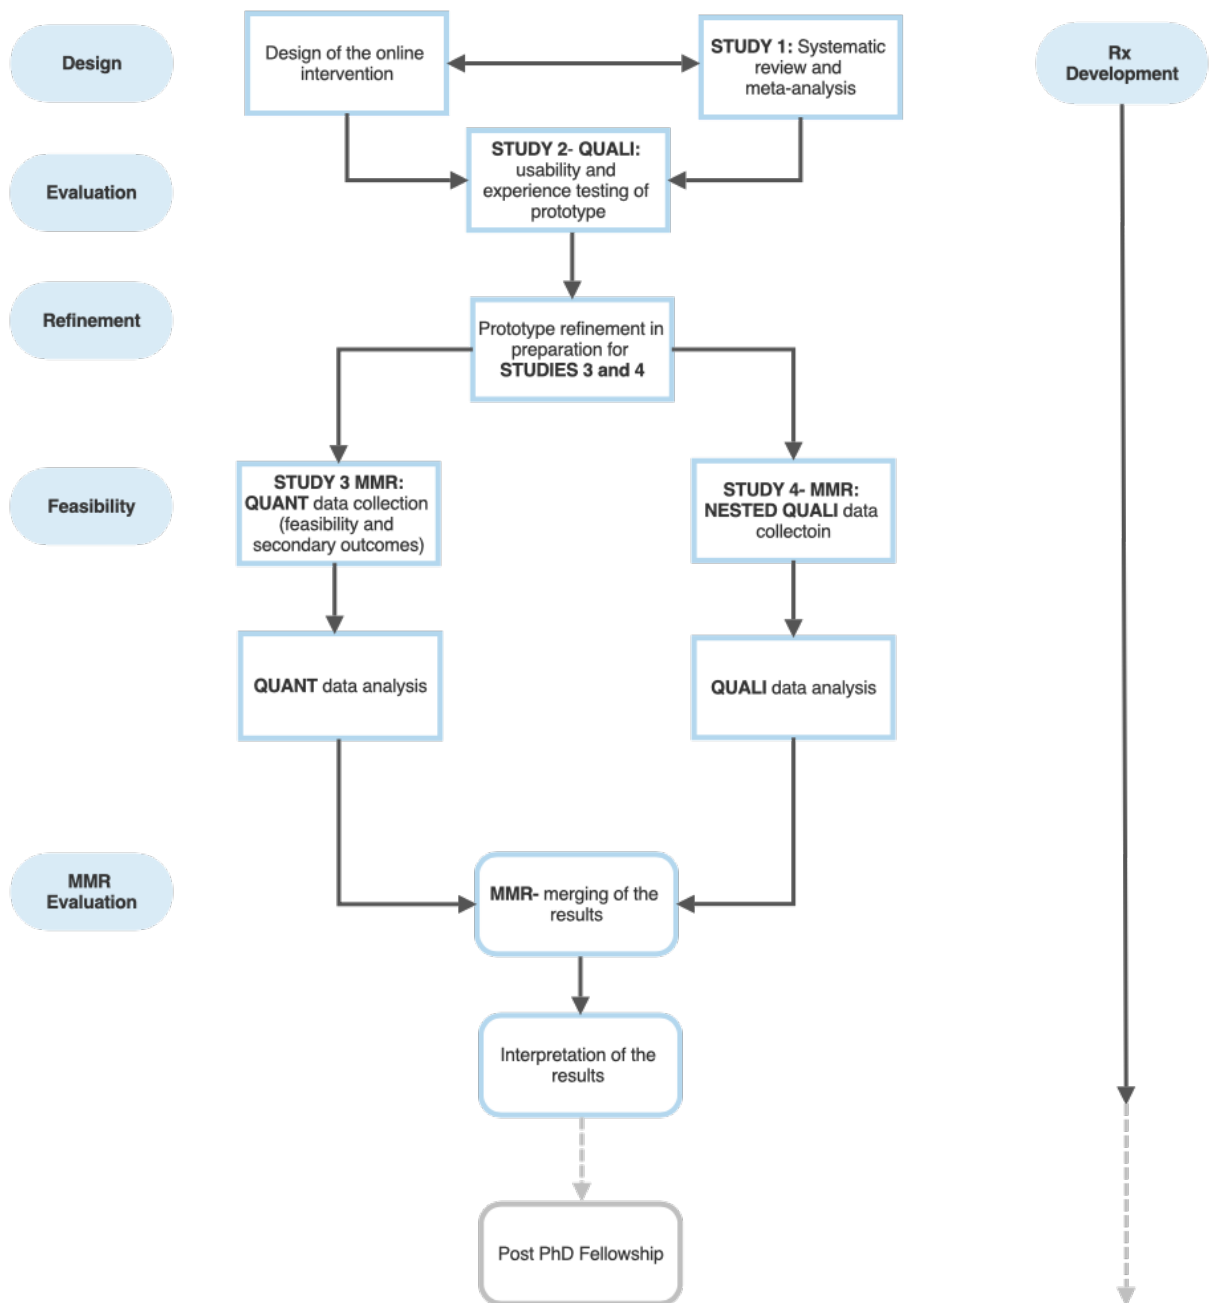 Design
Design of the online
intervention
STUDY 1: Systematic
review and
meta-analysis
Rx
Development
Evaluation
STUDY 2- QUALI:
usability and
experience testing of
prototype
Refinement
Prototype refinement in
preparation for
STUDIES 3 and 4
Feasibility
STUDY 3 MMR:
QUANT data collection
(feasibility and
secondary outcomes)
STUDY 4- MMR:
NESTED QUALI data
collectoin
QUANT data analysis
QUALI data analysis
MMR
Evaluation
MMR- merging of the
results
Interpretation of the
results
Post PhD Fellowship